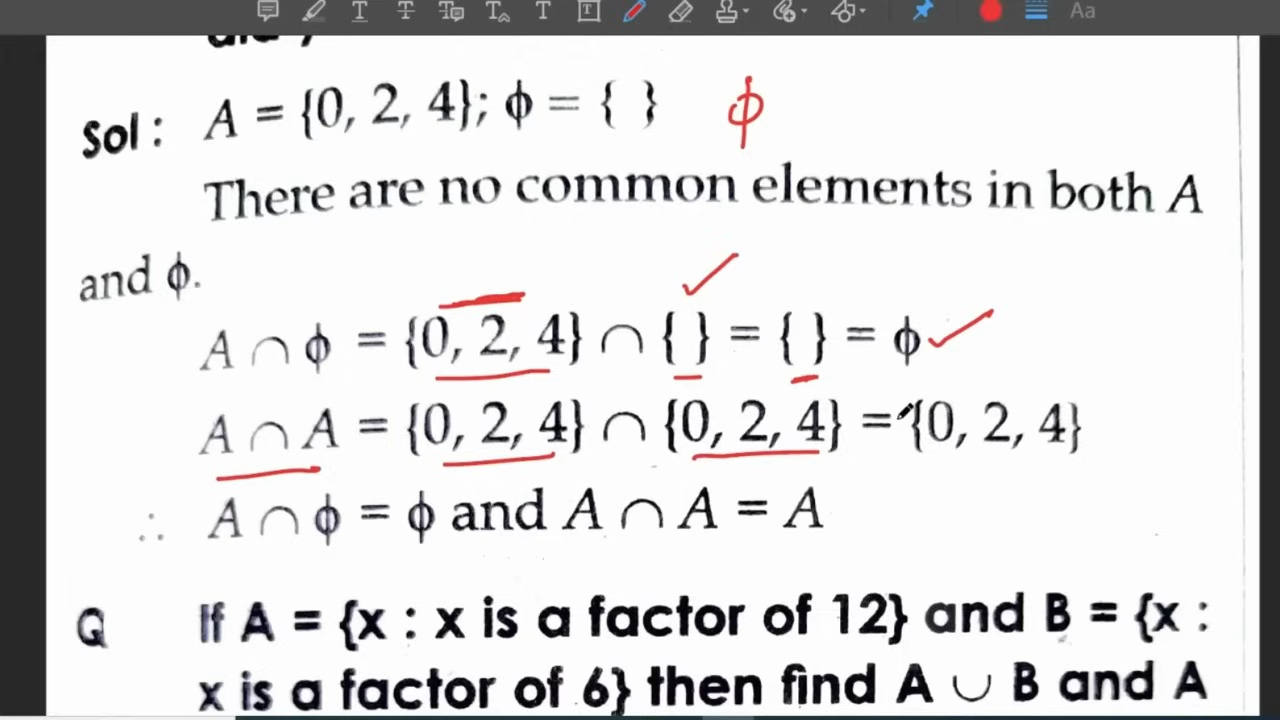 Aa
Sol : A = {0, 2, 4}; ϕ = { } ϕ
There are no common elements in both A
and ϕ.
A ∩ ϕ = {0, 2, 4} ∩ { } = { } = ϕ
A ∩ A = {0, 2, 4} ∩ {0, 2, 4} = {0, 2, 4}
∴ A ∩ ϕ = ϕ and A ∩ A = A
Q If A = {x : x is a factor of 12} and B = {x :
x is a factor of 6} then find A ∪ B and A